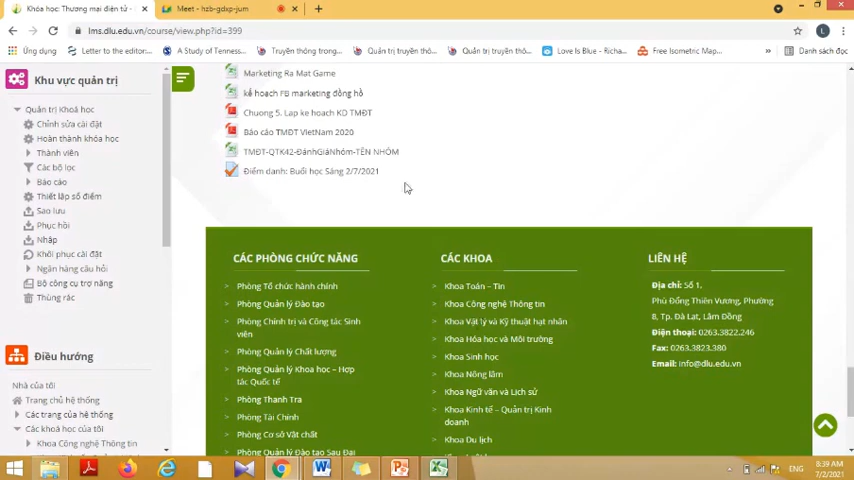 Khóa học: Thương mại điện tử
Meet - hzb-gdxp-jum
lms.dlu.edu.vn/course/view.php?id=399
L
Ứng dụng
Letter to the editor:...
A Study of Tenness...
Truyền thông trong...
Quản trị truyền thô...
Quản trị truyền thô...
Love Is Blue - Richa...
Free Isometric Map...
»
Danh sách đọc
Khu vực quản trị
Quản trị Khoá học
Chỉnh sửa cài đặt
Hoàn thành khóa học
Thành viên
Các bộ lọc
Báo cáo
Thiết lập sổ điểm
Sao lưu
Phục hồi
Nhập
Khôi phục cài đặt
Ngân hàng câu hỏi
Bộ công cụ trợ năng
Thùng rác
Điều hướng
Nhà của tôi
Trang chủ hệ thống
Các trang của hệ thống
Các khoá học của tôi
Khoa Công nghệ Thông tin
Marketing Ra Mat Game
kế hoạch FB marketing đồng hồ
Chuong 5. Lap ke hoach KD TMĐT
Báo cáo TMĐT VietNam 2020
TMĐT-QTK42-ĐánhGiáNhóm-TÊN NHÓM
Điểm danh: Buổi học Sáng 2/7/2021
CÁC PHÒNG CHỨC NĂNG
> Phòng Tổ chức hành chính
> Phòng Quản lý Đào tạo
> Phòng Chính trị và Công tác Sinh
viên
> Phòng Quản lý Chất lượng
> Phòng Quản lý Khoa học – Hợp
tác Quốc tế
> Phòng Thanh Tra
> Phòng Tài Chính
> Phòng Cơ sở Vật chất
> Phòng Quản lý Đào tạo Sau Đại
CÁC KHOA
> Khoa Toán – Tin
> Khoa Công nghệ Thông tin
> Khoa Vật lý và Kỹ thuật hạt nhân
> Khoa Hóa học và Môi trường
> Khoa Sinh học
> Khoa Nông lâm
> Khoa Ngữ văn và Lịch sử
> Khoa Kinh tế – Quản trị Kinh
doanh
> Khoa Du lịch
LIÊN HỆ
Địa chỉ: Số 1,
Phù Đổng Thiên Vương, Phường
8, Tp. Đà Lạt, Lâm Đồng
Điện thoại: 0263.3822.246
Fax: 0263.3823.380
Email: info@dlu.edu.vn
ENG
8:39 AM
7/2/2021